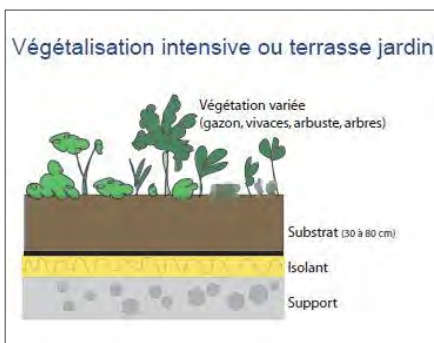 Végétalisation intensive ou terrasse jardin
Végétation variée
(gazon, vivaces, arbuste, arbres)
Substrat (30 à 80 cm)
Isolant
Support